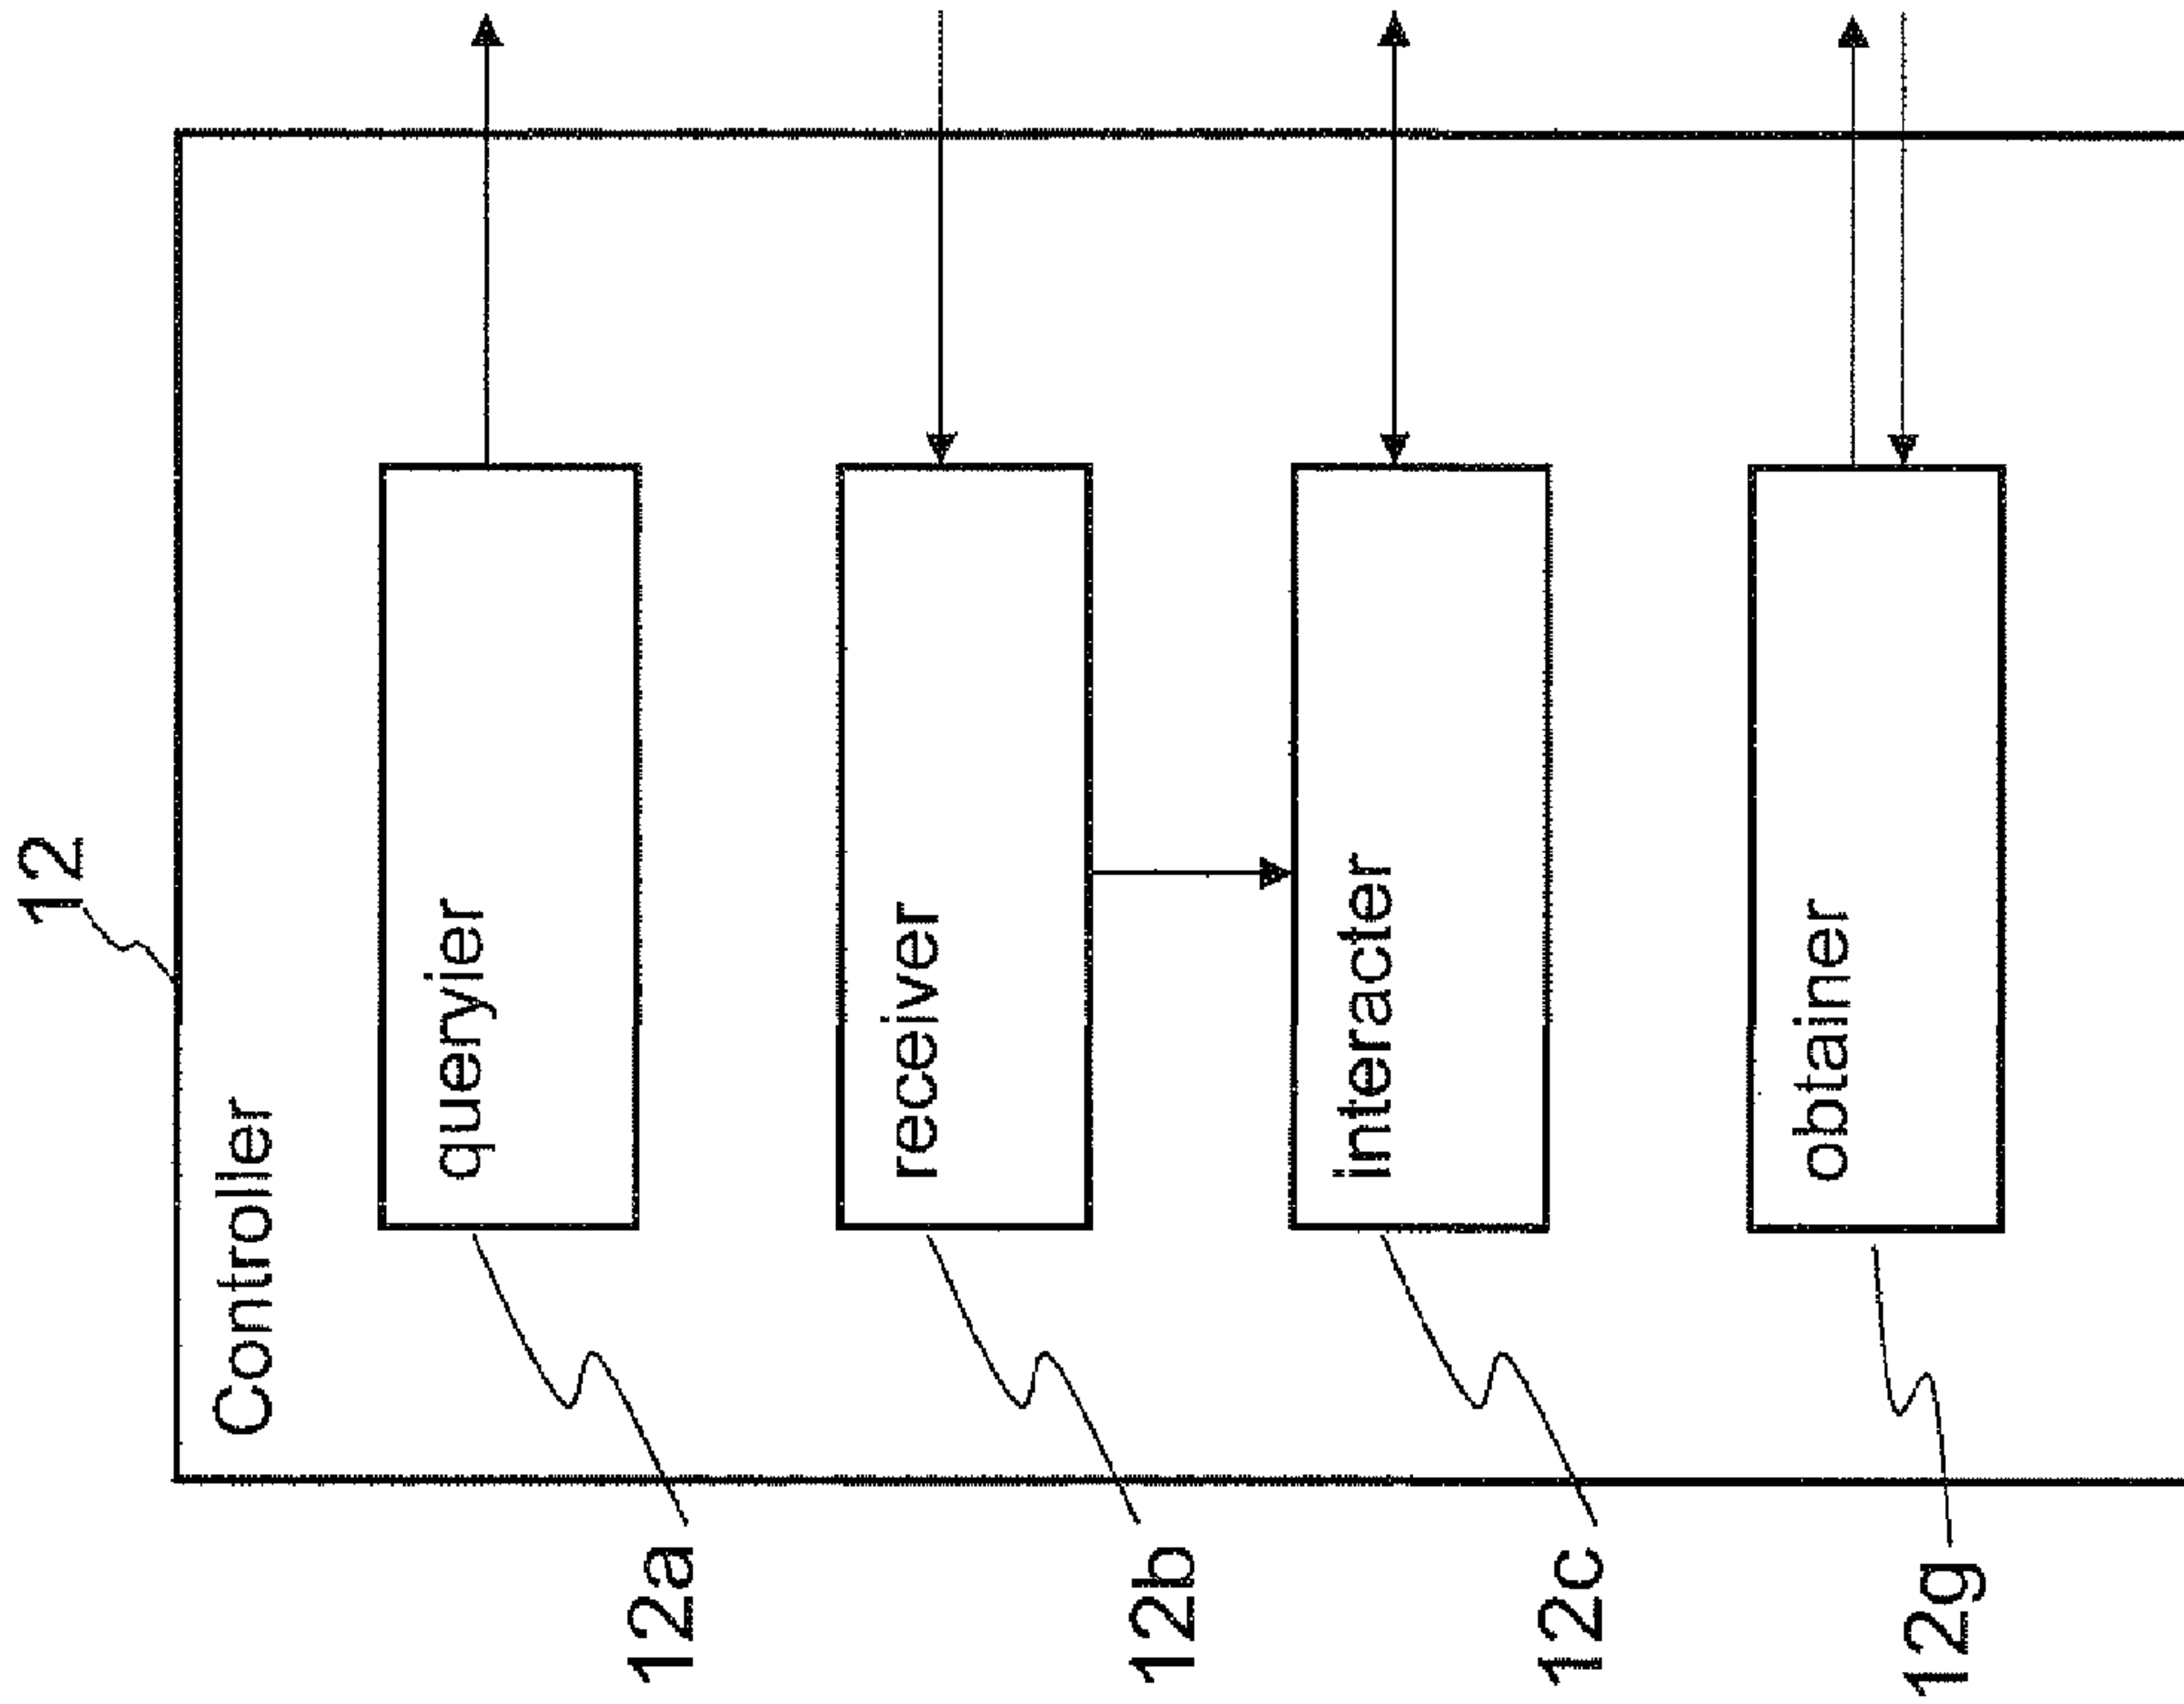 12
Controller
queryier
12a
receiver
12b
interacter
12c
obtainer
12g